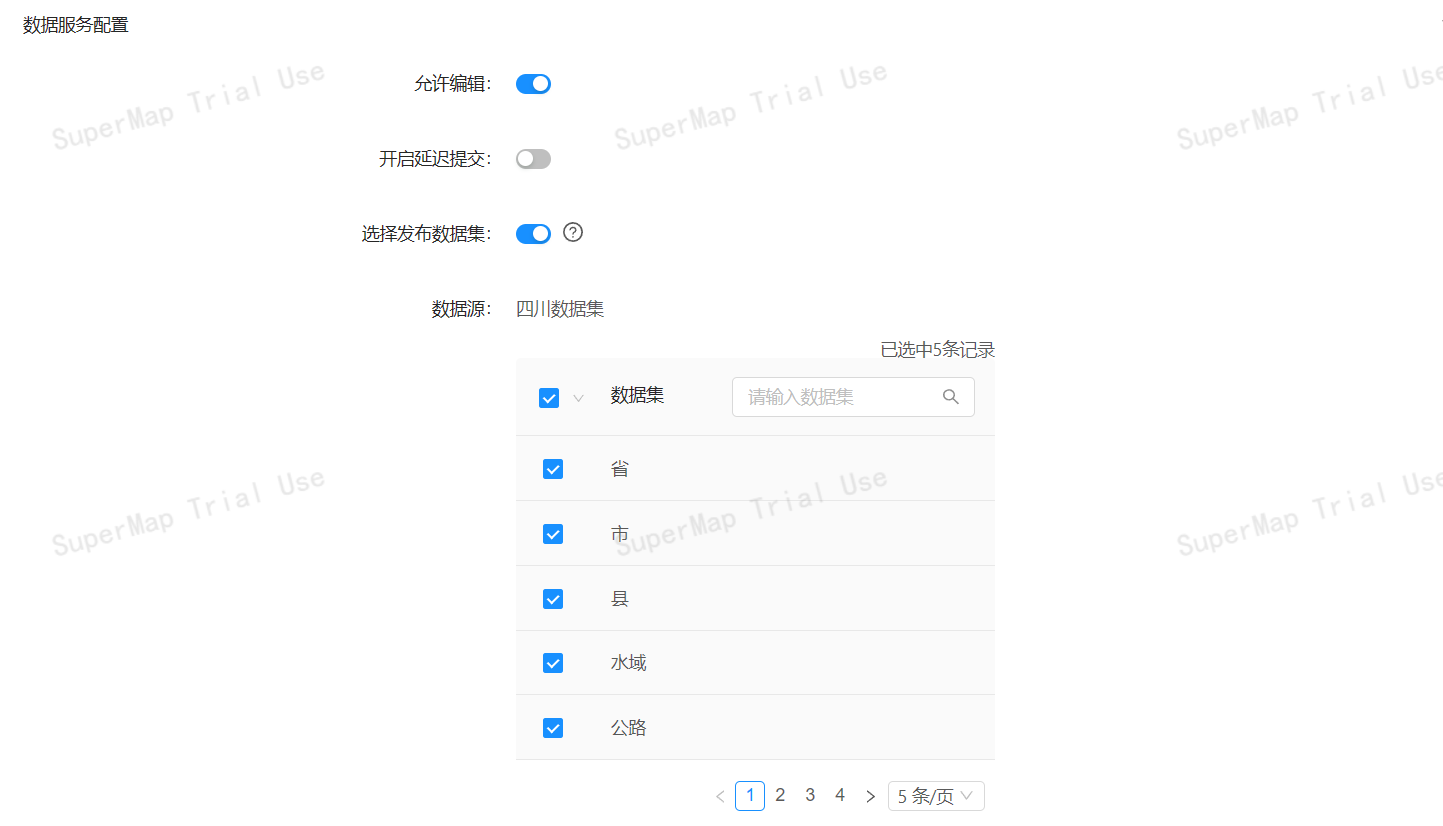 数据服务配置
允许编辑：
SuperMap Trial Use
SuperMap Trial Use
SuperMap Trial Use
开启延迟提交：
选择发布数据集：
?
数据源： 四川数据集
已选中5条记录
数据集 请输入数据集
省
SuperMap Trial Use
SuperMap Trial Use
SuperMap Trial Use
市
县
水域
公路
< 1 2 3 4 > 5 条/页